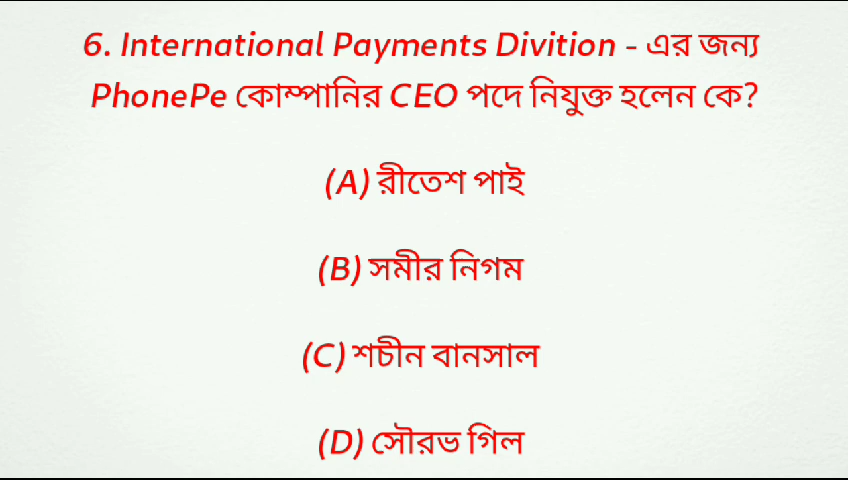 6. International Payments Divition - এর জন্য
PhonePe কোম্পানির CEO পদে নিযুক্ত হলেন কে?
(A) রীতেশ পাই
(B) সমীর নিগম
(C) শচীন বানসাল
(D) সৌরভ গিল